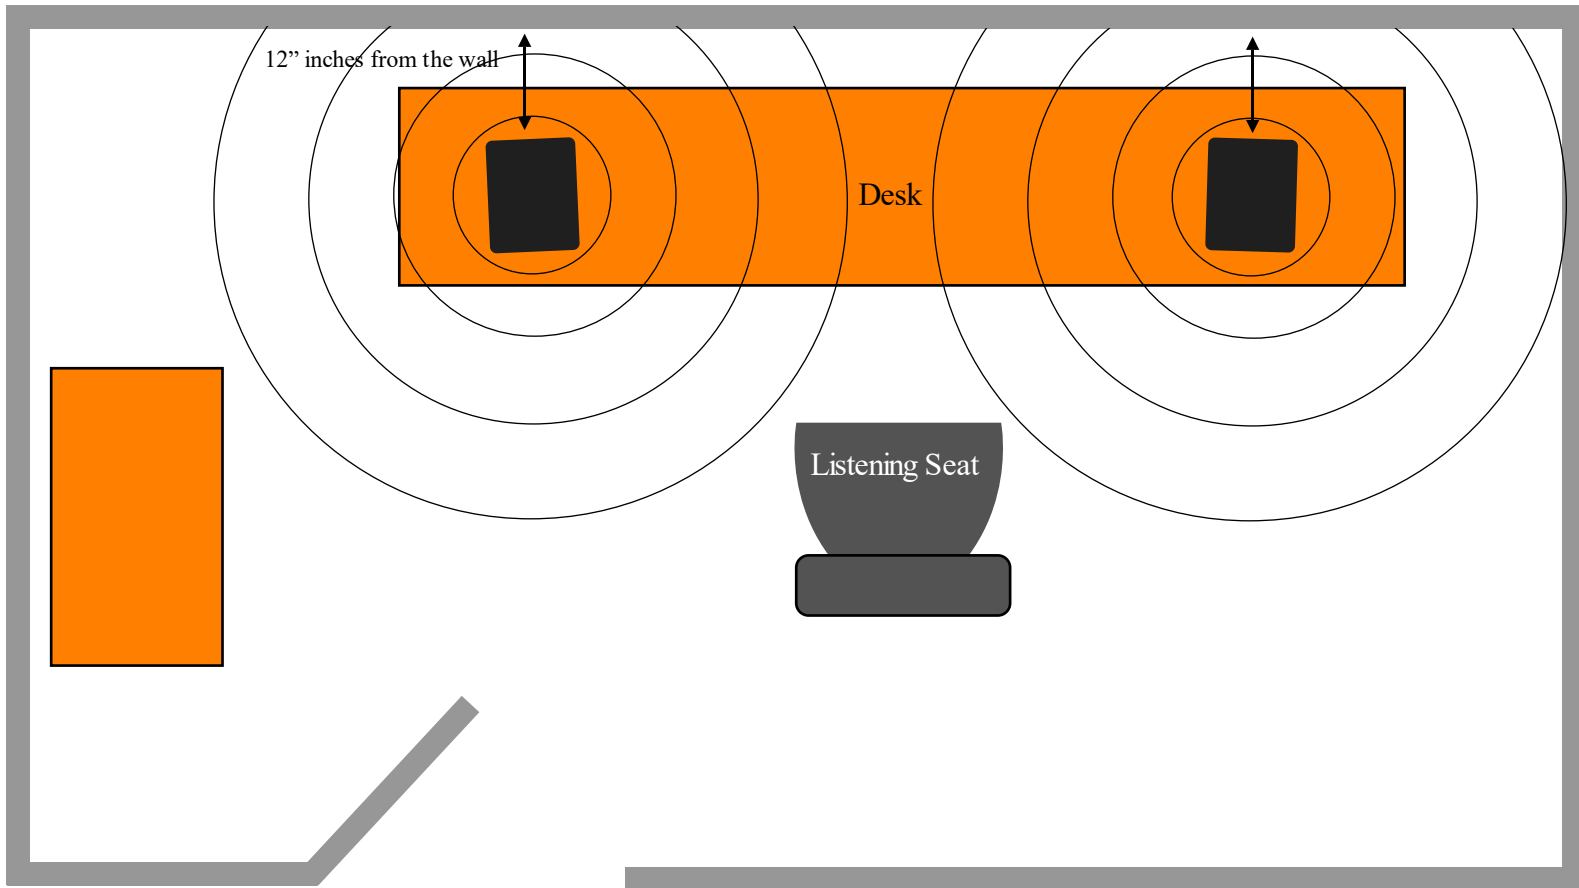 12” inches from the wall
Desk
Listening Seat